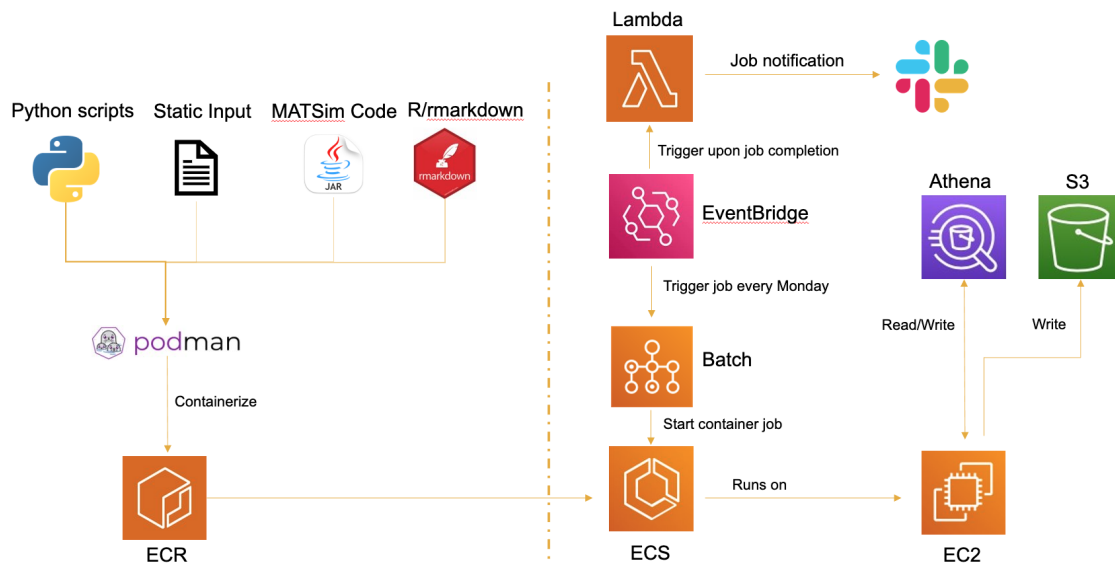 Lambda
Job notification
Python scripts
Static Input
MATSim Code
R/rmarkdown
JAR
rmarkdown
Trigger upon job completion
EventBridge
Athena
S3
Trigger job every Monday
Read/Write
Write
podman
Batch
Containerize
Start container job
Runs on
ECR
ECS
EC2